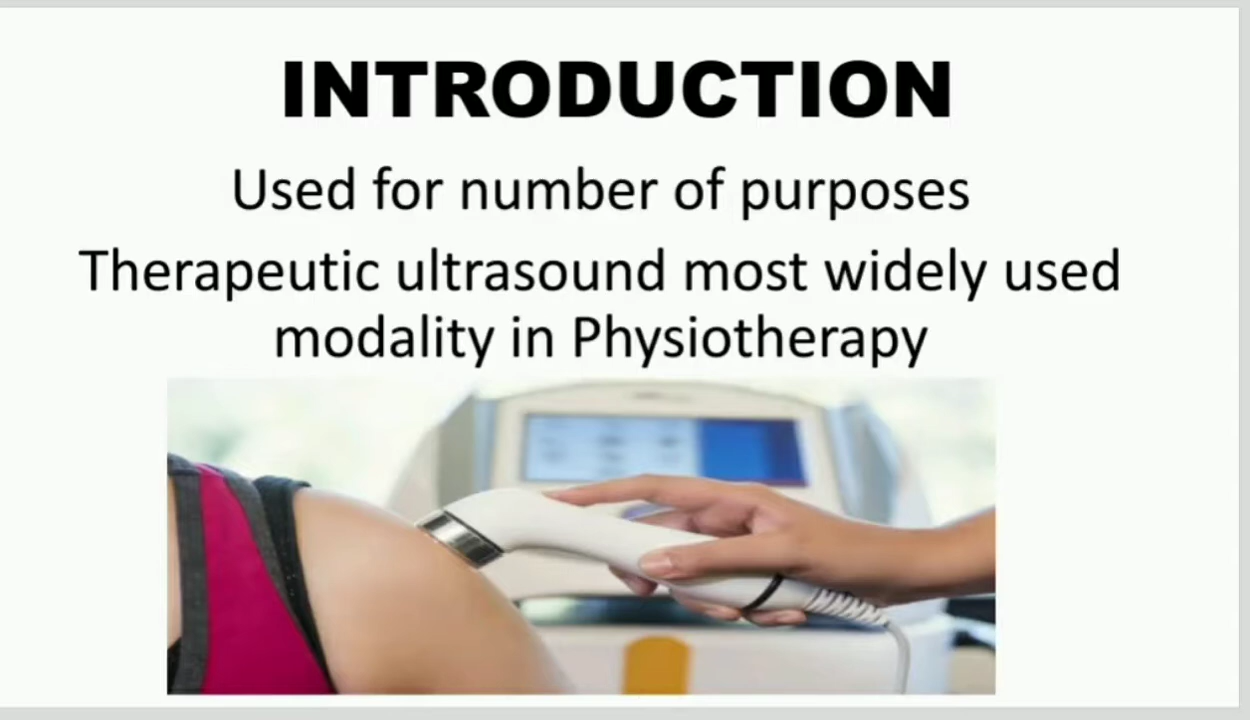 INTRODUCTION
Used for number of purposes
Therapeutic ultrasound most widely used
modality in Physiotherapy